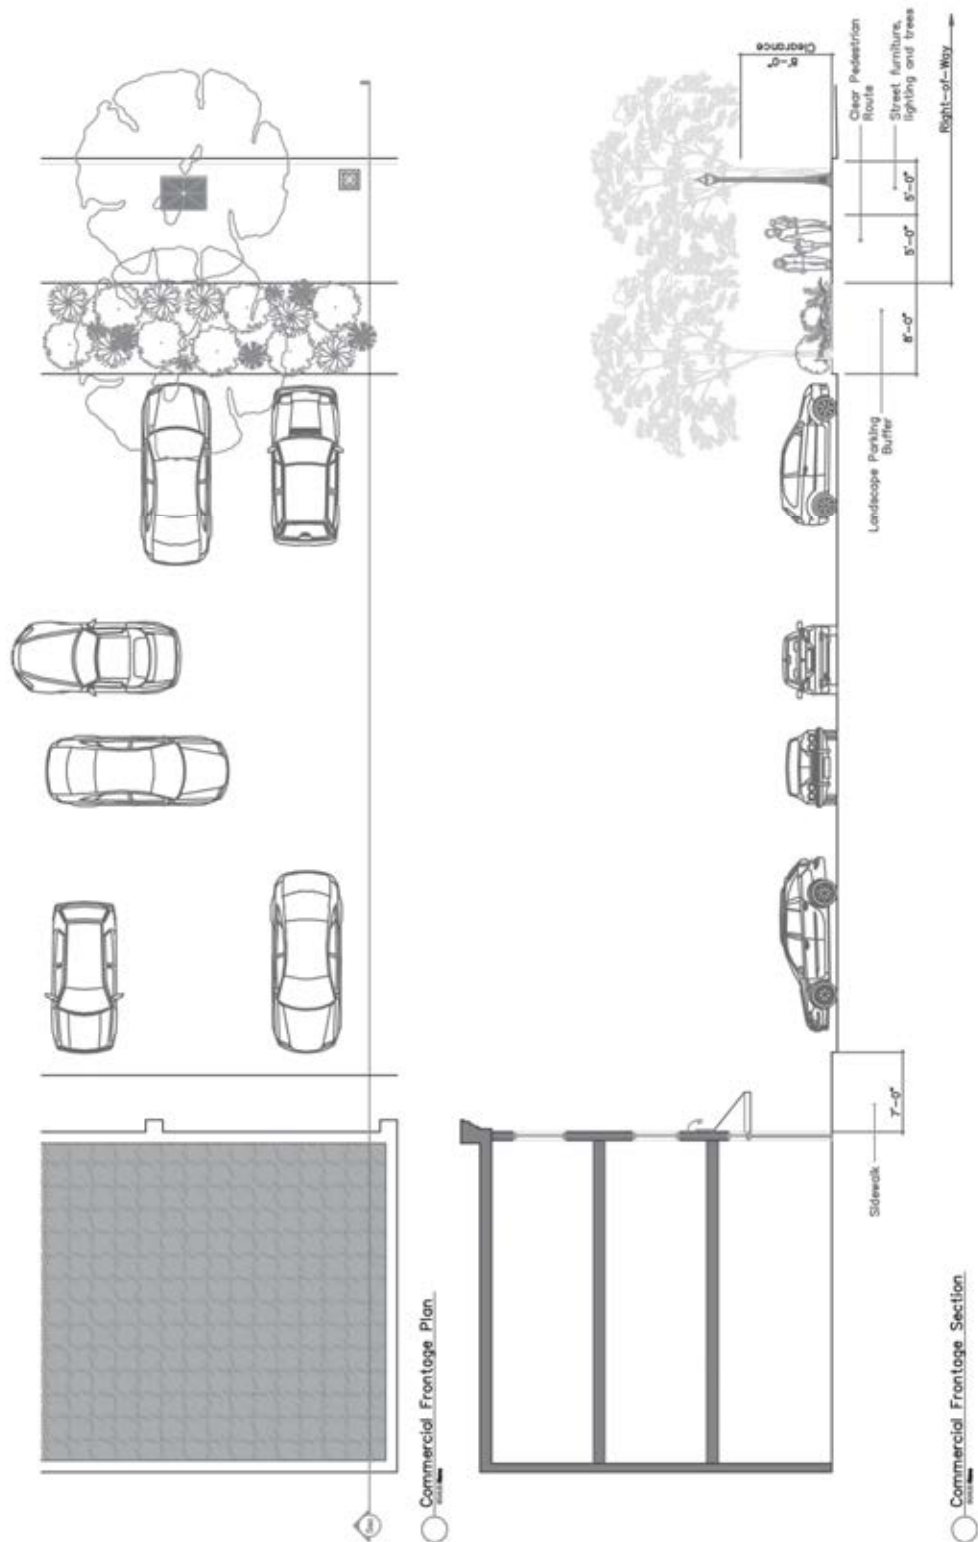 Commercial Frontage Plan
8'-0"
Clearance
Sidewalk
7'-0"
Landscape Parking
Buffer
8'-0"
5'-0"
5'-0"
Clear Pedestrian
Route
Street furniture,
lighting and trees
Right-of-Way
Commercial Frontage Section